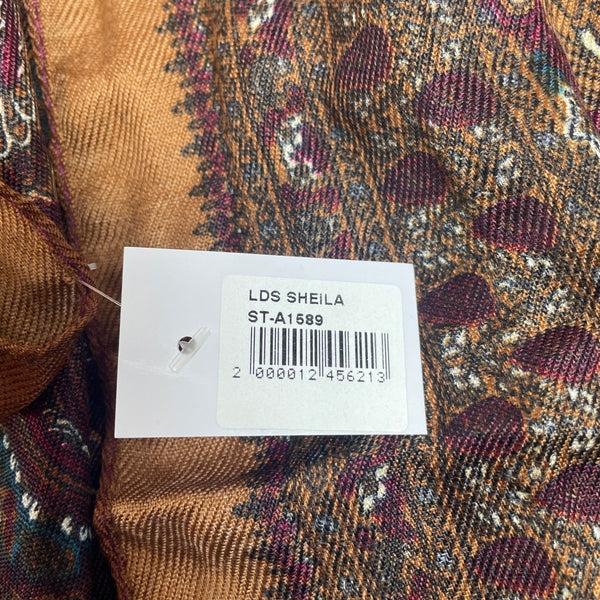 LDS SHEiLA
ST-A1589
2 000012 456213